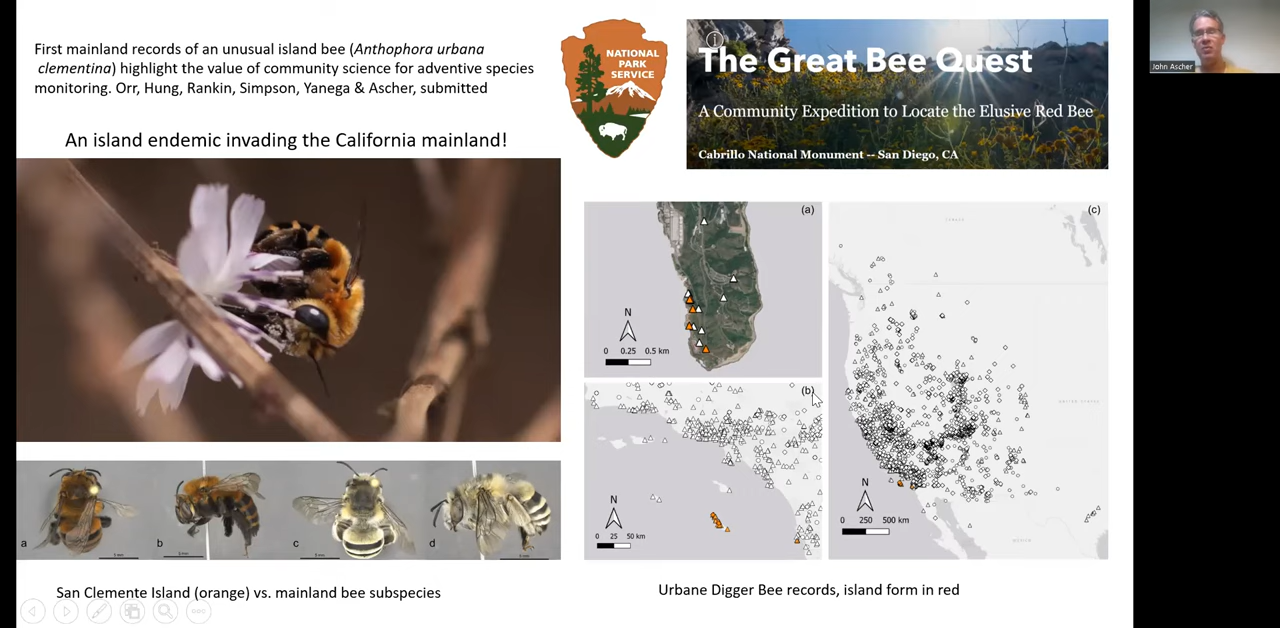 First mainland records of an unusual island bee (Anthophora urbana
clementina) highlight the value of community science for adventive species
monitoring. Orr, Hung, Rankin, Simpson, Yanega & Ascher, submitted
An island endemic invading the California mainland!
NATIONAL
PARK
SERVICE
The Great Bee Quest
A Community Expedition to Locate the Elusive Red Bee
Cabrillo National Monument -- San Diego, CA
John Ascher
(a)
N
0 0.25 0.5 km
(b)
N
0 25 50 km
(c)
N
0 250 500 km
a
b
c
d
San Clemente Island (orange) vs. mainland bee subspecies
Urbane Digger Bee records, island form in red